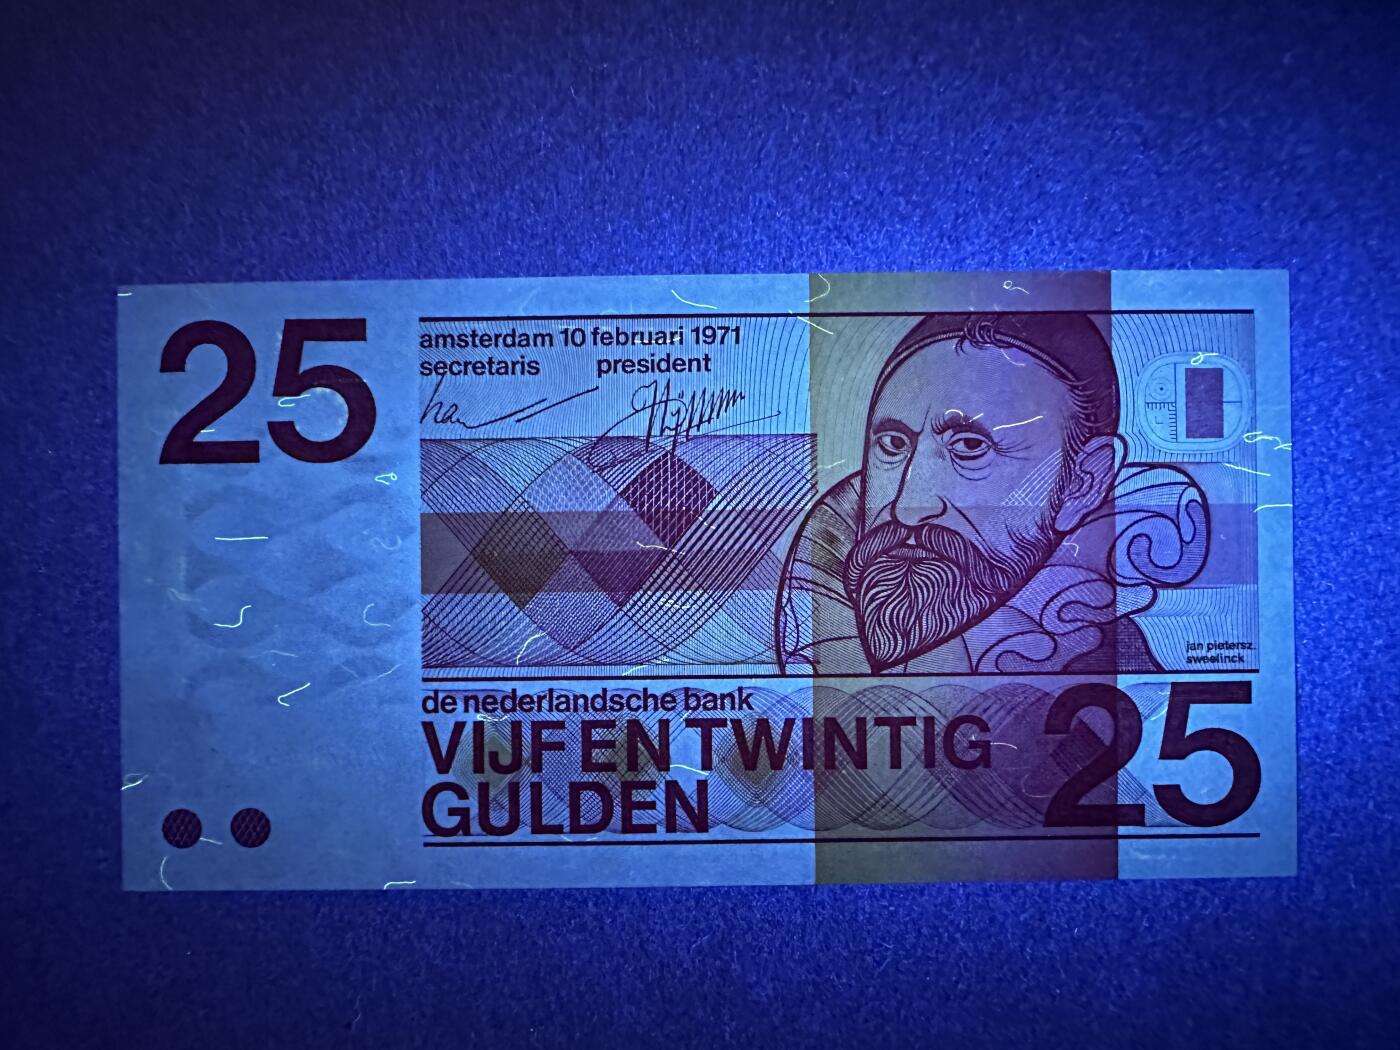 25
amsterdam 10 februari 1971
secretaris president
jan pietersz.
sweelinck
de nederlandsche bank
VIJF EN TWINTIG
GULDEN
25